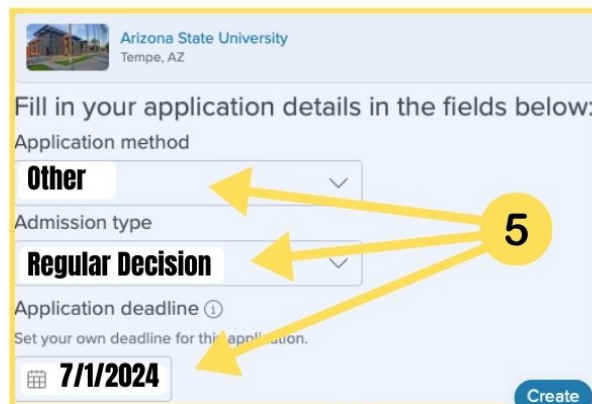 Arizona State University
Tempe, AZ
Fill in your application details in the fields below:
Application method
Other
Admission type
Regular Decision
5
Application deadline
Set your own deadline for this application.
7/1/2024
Create